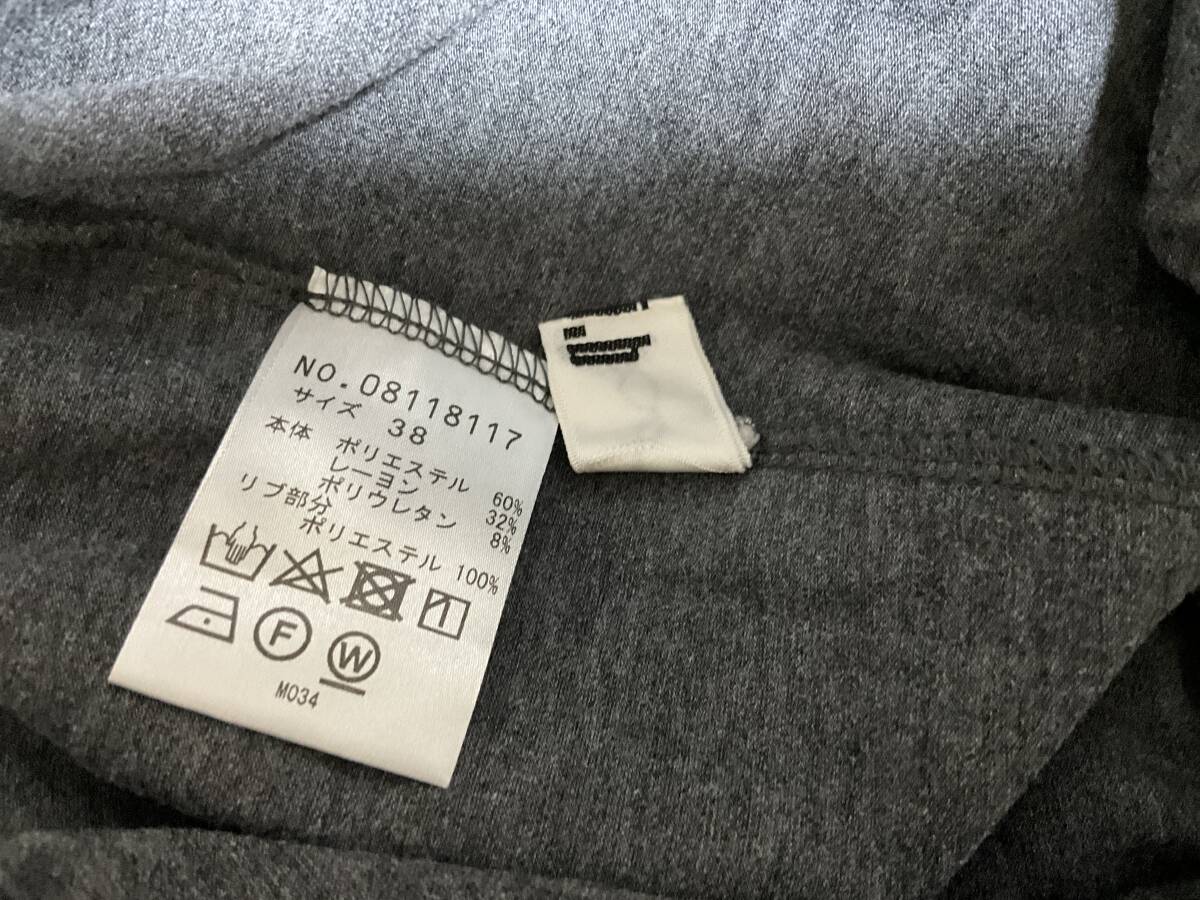 NO.08118117
サイズ 38
本体 ポリエステル 60%
レーヨン 32%
ポリウレタン 8%
リブ部分
ポリエステル 100%
F W
M034